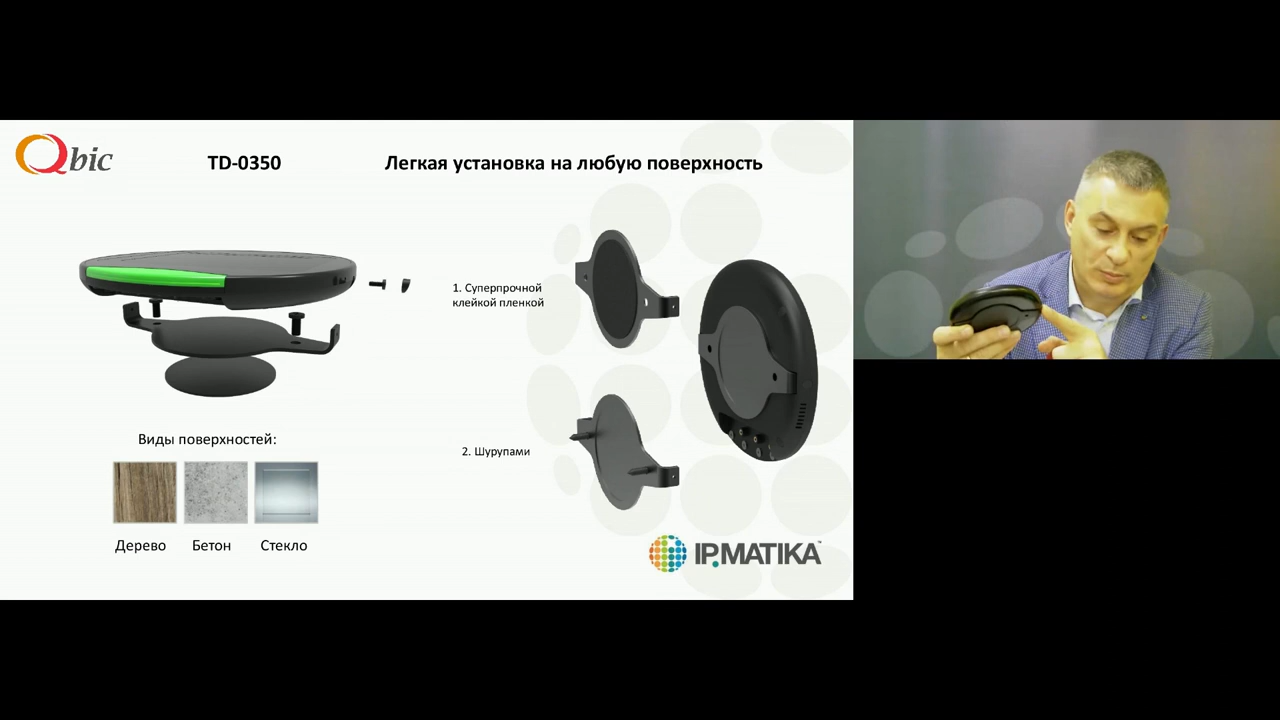 Qbic
TD-0350
Легкая установка на любую поверхность
1. Суперпрочной
клейкой пленкой
2. Шурупами
Виды поверхностей:
Дерево
Бетон
Стекло
IP.MATIKA™